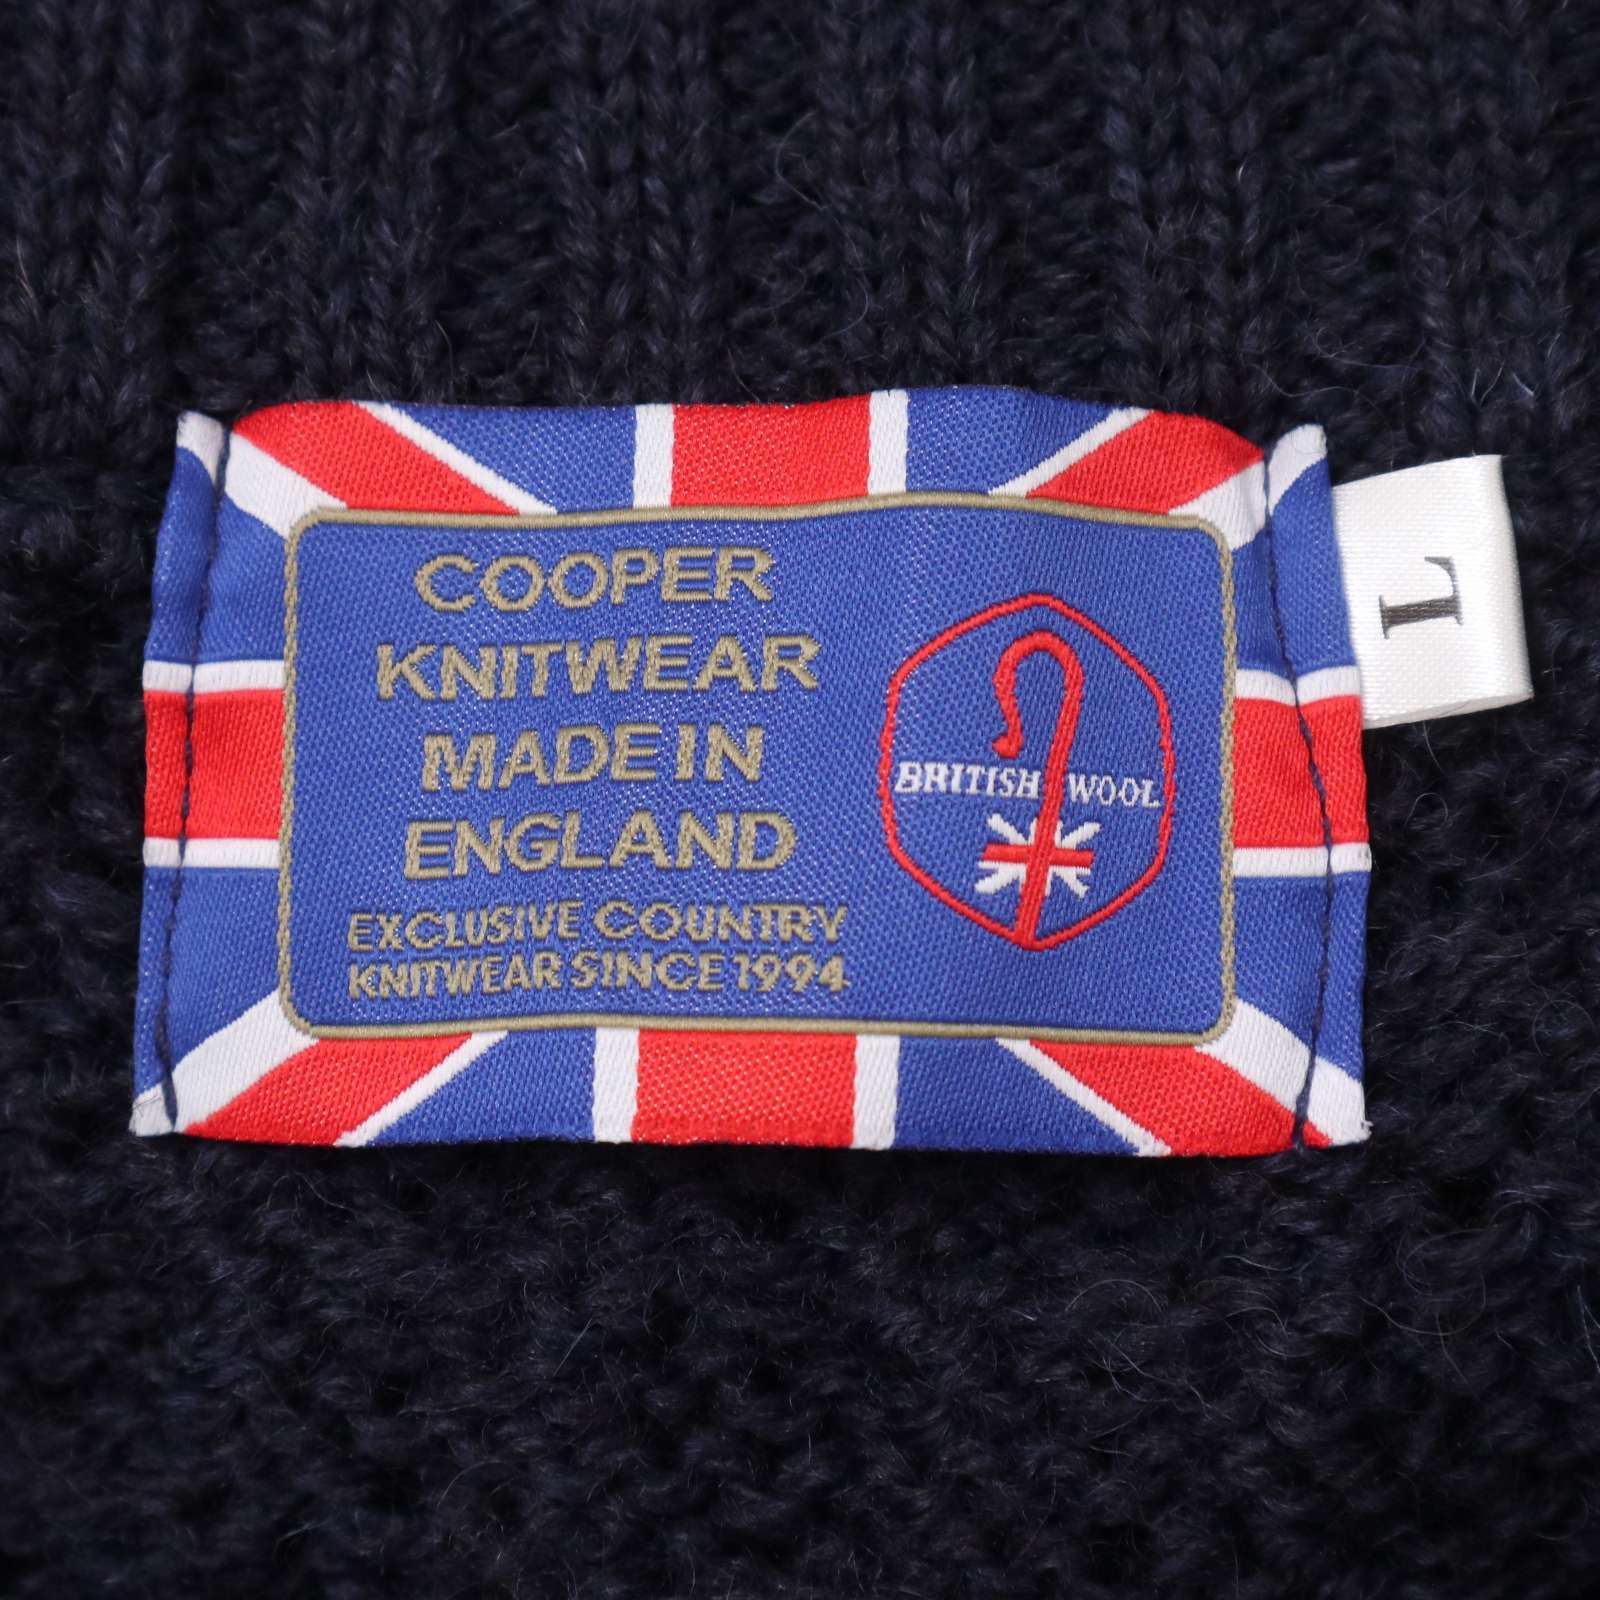 COOPER
KNITWEAR
MADE IN
ENGLAND
EXCLUSIVE COUNTRY
KNITWEAR SINCE 1994
BRITISH WOOL
L